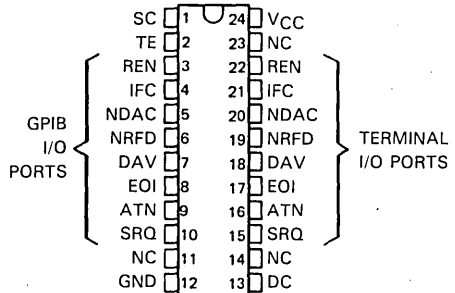 SC 1 24 VCC
TE 2 23 NC
REN 3 22 REN
IFC 4 21 IFC
NDAC 5 20 NDAC
GPIB I/O PORTS
NRFD 6 19 NRFD
TERMINAL I/O PORTS
DAV 7 18 DAV
EOI 8 17 EOI
ATN 9 16 ATN
SRQ 10 15 SRQ
NC 11 14 NC
GND 12 13 DC